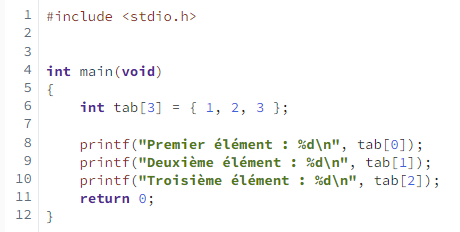 1 #include <stdio.h>
2
3
4 int main(void)
5 {
6     int tab[3] = { 1, 2, 3 };
7
8     printf("Premier élément : %d\n", tab[0]);
9     printf("Deuxième élément : %d\n", tab[1]);
10     printf("Troisième élément : %d\n", tab[2]);
11     return 0;
12 }